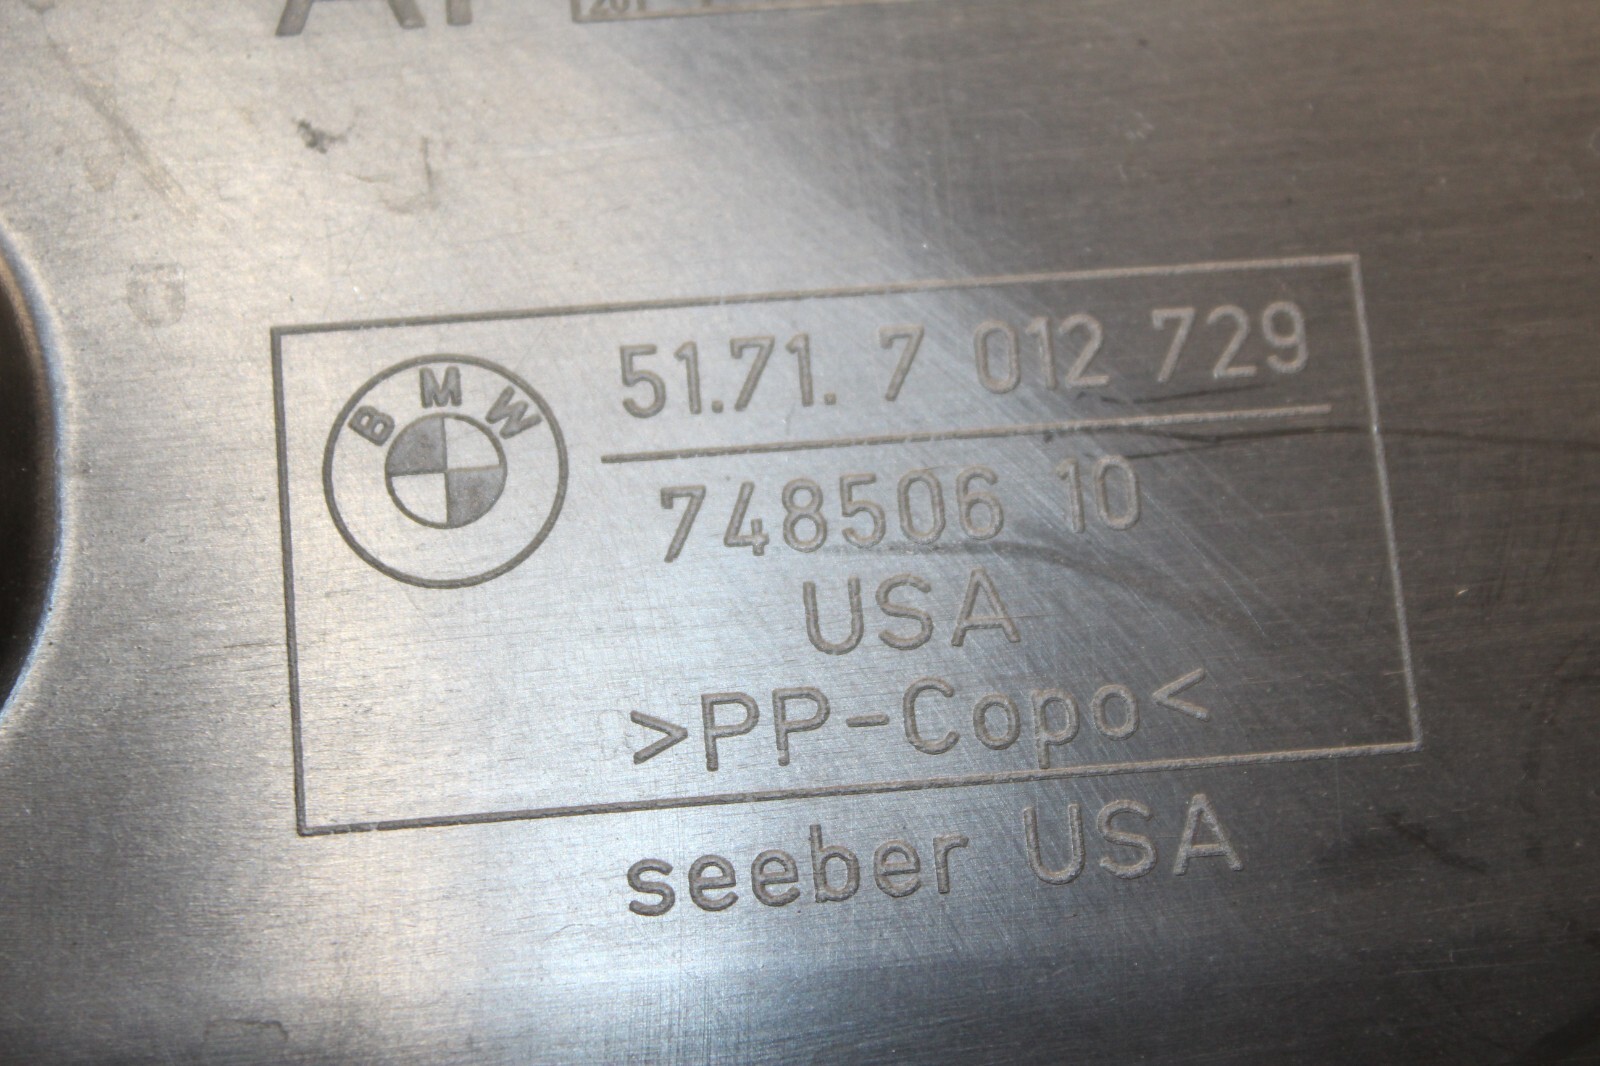 BMW
51.71. 7 012 729
748506 10
USA
>PP-Copo<
seeber USA